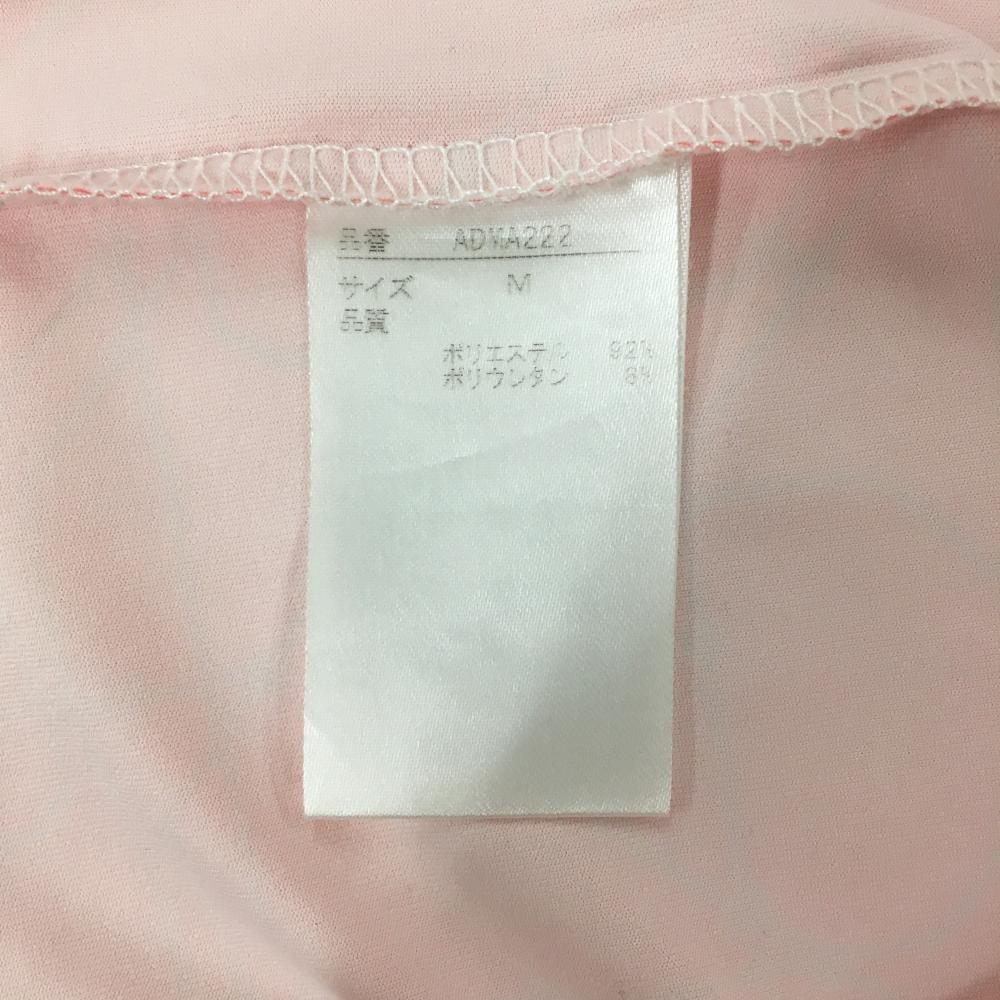 品番 ADMA222
サイズ M
品質
ポリエステル 92%
ポリウレタン 8%